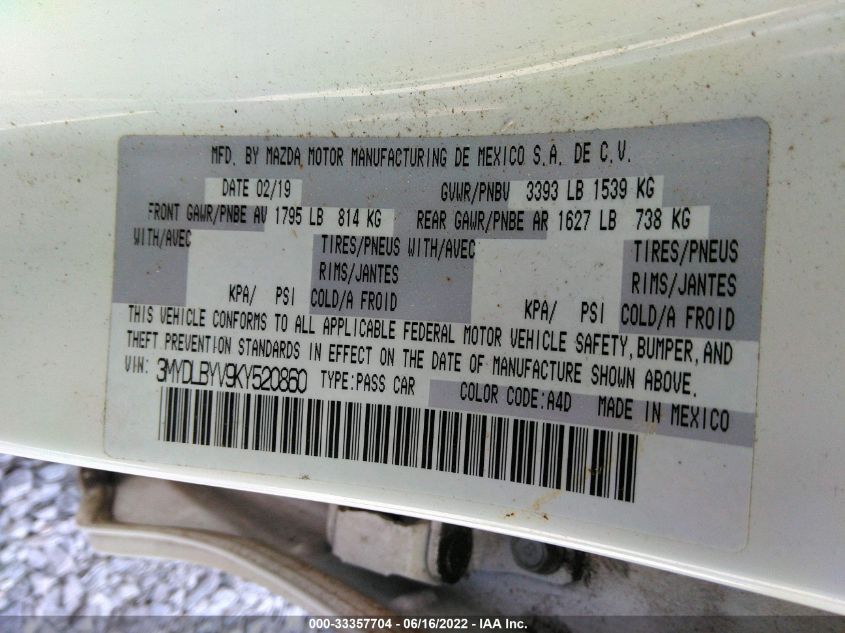 MFD. BY MAZDA MOTOR MANUFACTURING DE MEXICO S.A. DE C.V.
DATE 02/19 GVWR/PNBV 3393 LB 1539 KG
FRONT GAWR/PNBE AV 1795 LB 814 KG REAR GAWR/PNBE AR 1627 LB 738 KG
WITH/AVEC TIRES/PNEUS WITH/AVEC TIRES/PNEUS
RIMS/JANTES RIMS/JANTES
KPA/ PSI COLD/A FROID KPA/ PSI COLD/A FROID
THIS VEHICLE CONFORMS TO ALL APPLICABLE FEDERAL MOTOR VEHICLE SAFETY, BUMPER, AND
THEFT PREVENTION STANDARDS IN EFFECT ON THE DATE OF MANUFACTURE SHOWN ABOVE.
VIN: 3MYDLBYV9KY520860 TYPE: PASS CAR COLOR CODE: A4D MADE IN MEXICO
000-33357704 - 06/16/2022 - IAA Inc.